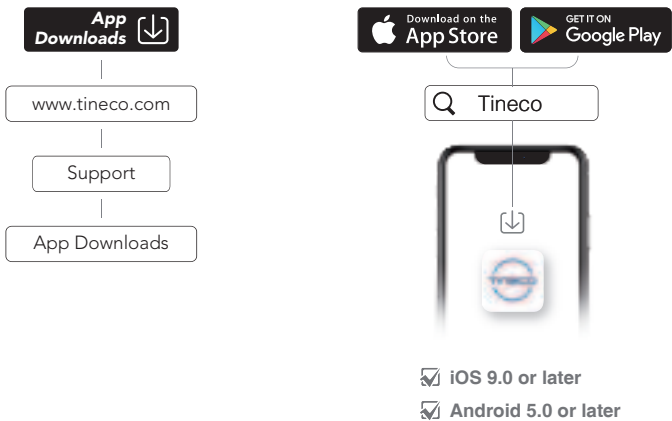 App
Downloads
www.tineco.com
Support
App Downloads
Download on the
App Store
GET IT ON
Google Play
Tineco
TINECO
iOS 9.0 or later
Android 5.0 or later